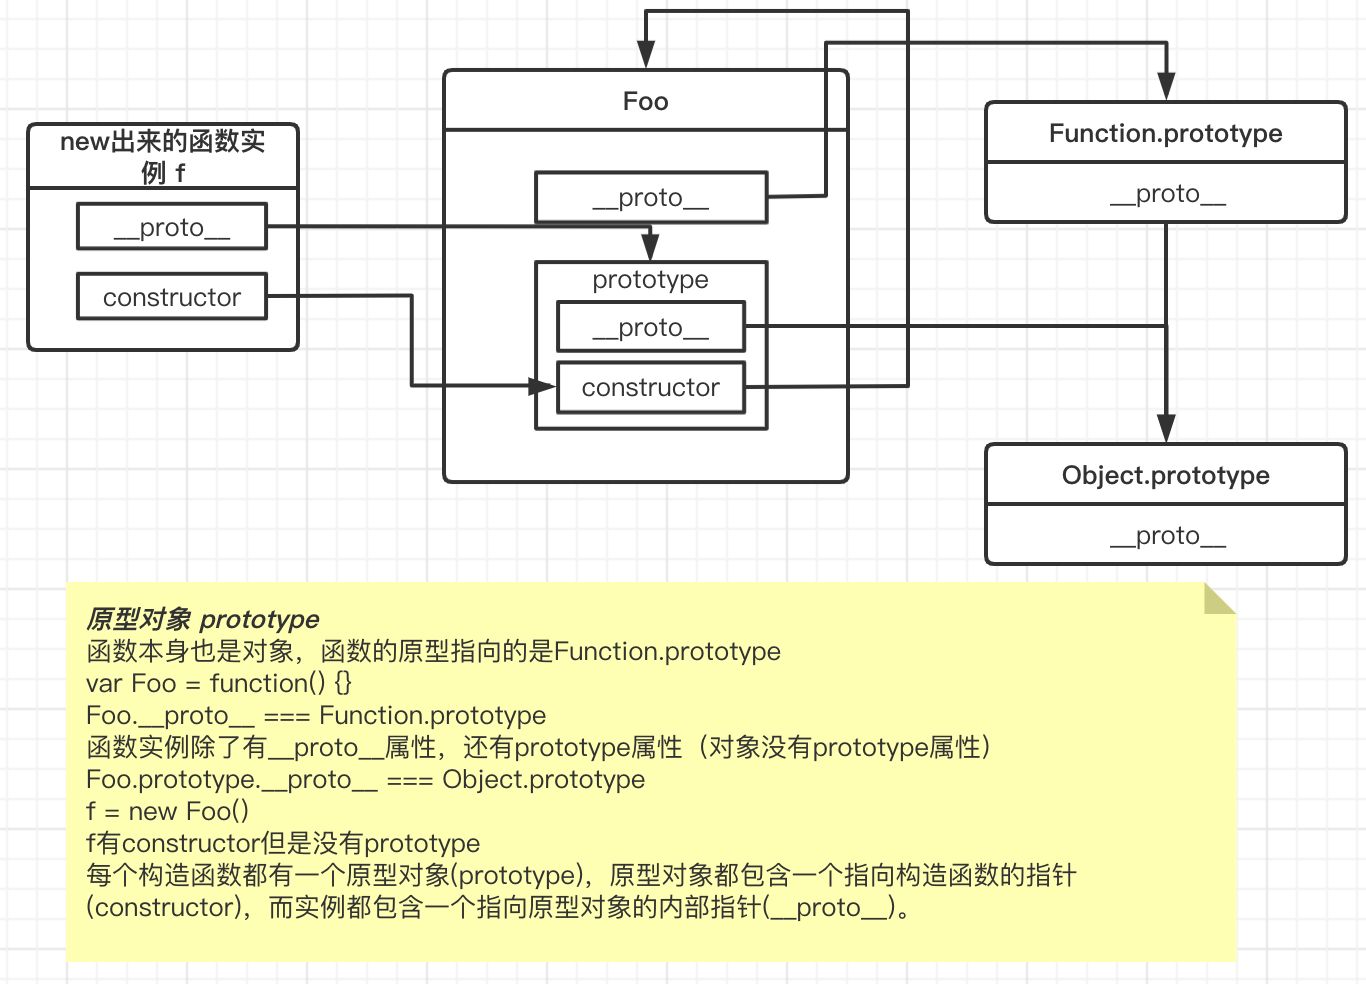 new出来的函数实
例 f
__proto__
constructor
Foo
__proto__
prototype
__proto__
constructor
Function.prototype
__proto__
Object.prototype
__proto__
原型对象 prototype
函数本身也是对象，函数的原型指向的是Function.prototype
var Foo = function() {}
Foo.__proto__ === Function.prototype
函数实例除了有__proto__属性，还有prototype属性（对象没有prototype属性）
Foo.prototype.__proto__ === Object.prototype
f = new Foo()
f有constructor但是没有prototype
每个构造函数都有一个原型对象(prototype)，原型对象都包含一个指向构造函数的指针
(constructor)，而实例都包含一个指向原型对象的内部指针(__proto__)。